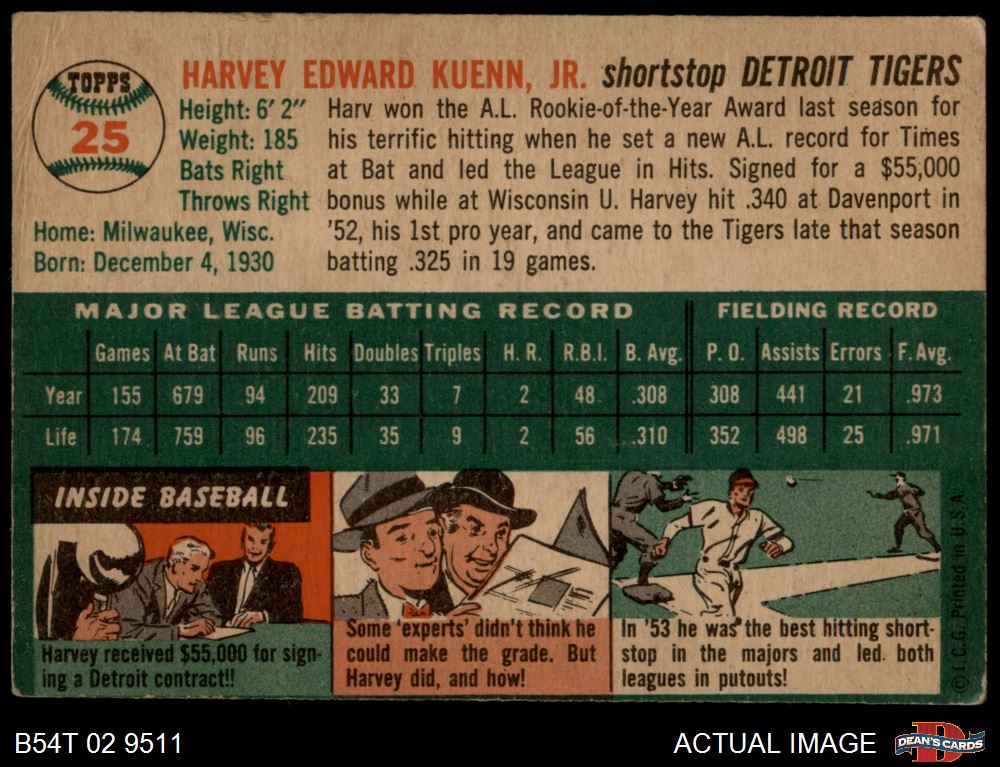 TOPPS
25
HARVEY EDWARD KUENN, JR. shortstop DETROIT TIGERS
Height: 6' 2"
Weight: 185
Bats Right
Throws Right
Home: Milwaukee, Wisc.
Born: December 4, 1930
Harv won the A.L. Rookie-of-the-Year Award last season for
his terrific hitting when he set a new A.L. record for Times
at Bat and led the League in Hits. Signed for a $55,000
bonus while at Wisconsin U. Harvey hit .340 at Davenport in
'52, his 1st pro year, and came to the Tigers late that season
batting .325 in 19 games.
MAJOR LEAGUE BATTING RECORD FIELDING RECORD
Games At Bat Runs Hits Doubles Triples H. R. R.B.I. B. Avg. P. O. Assists Errors F. Avg.
Year 155 679 94 209 33 7 2 48 .308 308 441 21 .973
Life 174 759 96 235 35 9 2 56 .310 352 498 25 .971
INSIDE BASEBALL
Harvey received $55,000 for sign-
ing a Detroit contract!!
Some 'experts' didn't think he
could make the grade. But
Harvey did, and how!
In '53 he was the best hitting short-
stop in the majors and led both
leagues in putouts!
© T. C. G. Printed in U.S.A.
B54T 02 9511
ACTUAL IMAGE
D
DEAN'S CARDS